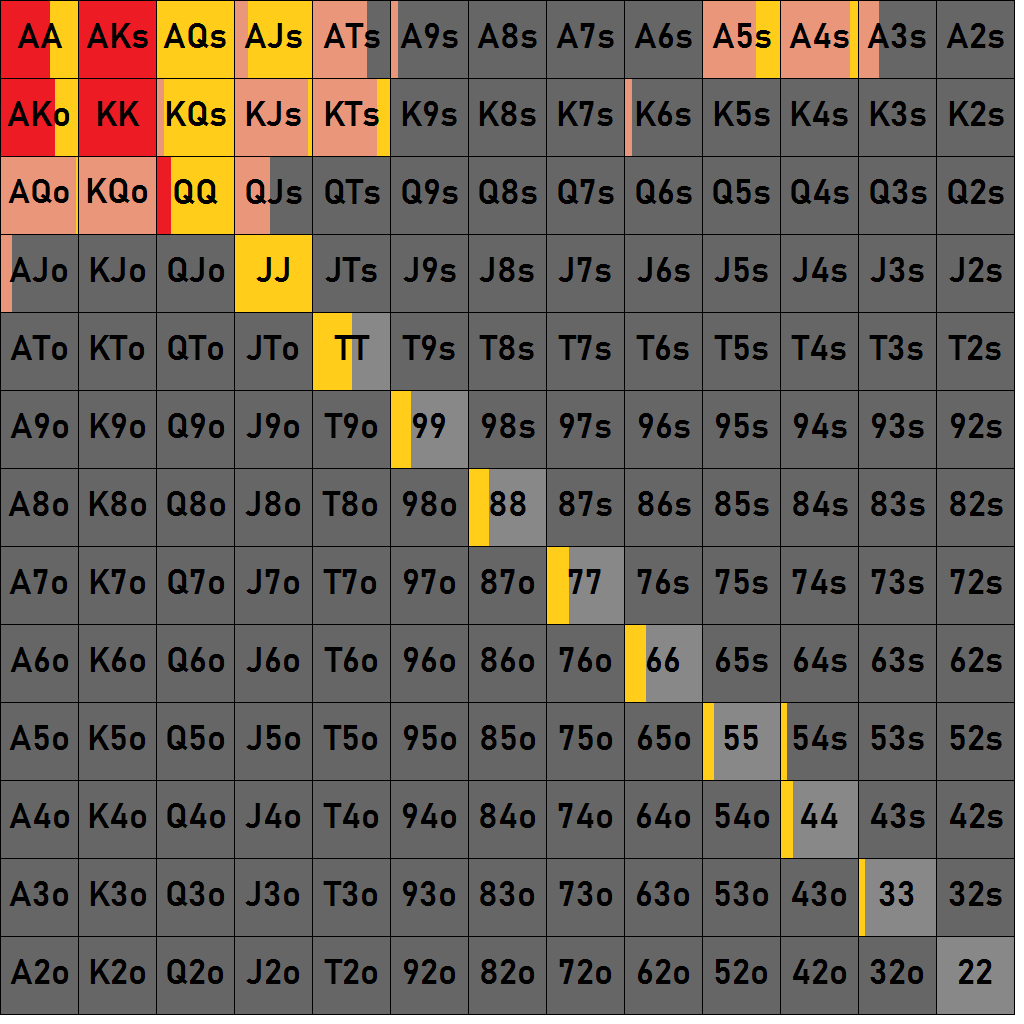 AA AKs AQs AJs ATs A9s A8s A7s A6s A5s A4s A3s A2s
AKo KK KQs KJs KTs K9s K8s K7s K6s K5s K4s K3s K2s
AQo KQo QQ QJs QTs Q9s Q8s Q7s Q6s Q5s Q4s Q3s Q2s
AJo KJo QJo JJ JTs J9s J8s J7s J6s J5s J4s J3s J2s
ATo KTo QTo JTo TT T9s T8s T7s T6s T5s T4s T3s T2s
A9o K9o Q9o J9o T9o 99 98s 97s 96s 95s 94s 93s 92s
A8o K8o Q8o J8o T8o 98o 88 87s 86s 85s 84s 83s 82s
A7o K7o Q7o J7o T7o 97o 87o 77 76s 75s 74s 73s 72s
A6o K6o Q6o J6o T6o 96o 86o 76o 66 65s 64s 63s 62s
A5o K5o Q5o J5o T5o 95o 85o 75o 65o 55 54s 53s 52s
A4o K4o Q4o J4o T4o 94o 84o 74o 64o 54o 44 43s 42s
A3o K3o Q3o J3o T3o 93o 83o 73o 63o 53o 43o 33 32s
A2o K2o Q2o J2o T2o 92o 82o 72o 62o 52o 42o 32o 22